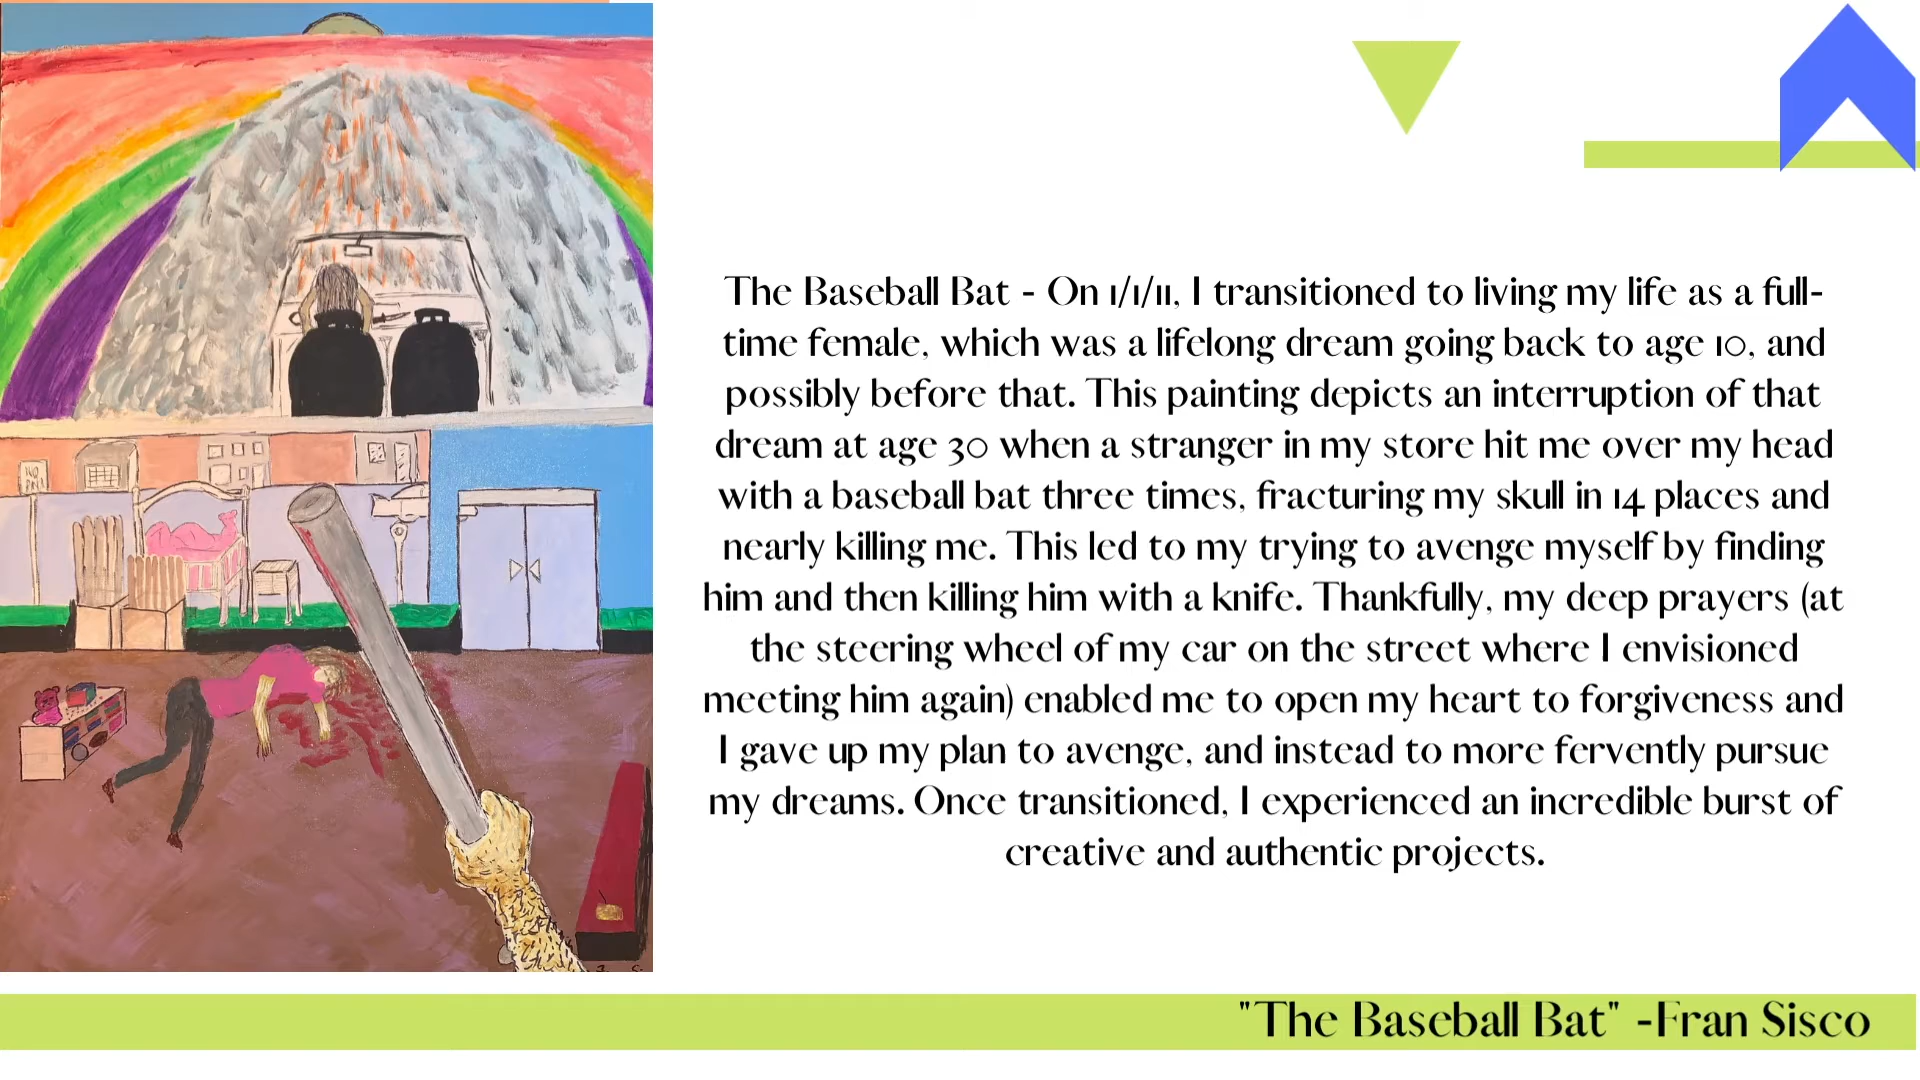 The Baseball Bat - On 1/1/11, I transitioned to living my life as a full-
time female, which was a lifelong dream going back to age 10, and
possibly before that. This painting depicts an interruption of that
dream at age 30 when a stranger in my store hit me over my head
with a baseball bat three times, fracturing my skull in 14 places and
nearly killing me. This led to my trying to avenge myself by finding
him and then killing him with a knife. Thankfully, my deep prayers (at
the steering wheel of my car on the street where I envisioned
meeting him again) enabled me to open my heart to forgiveness and
I gave up my plan to avenge, and instead to more fervently pursue
my dreams. Once transitioned, I experienced an incredible burst of
creative and authentic projects.
"The Baseball Bat" -Fran Sisco